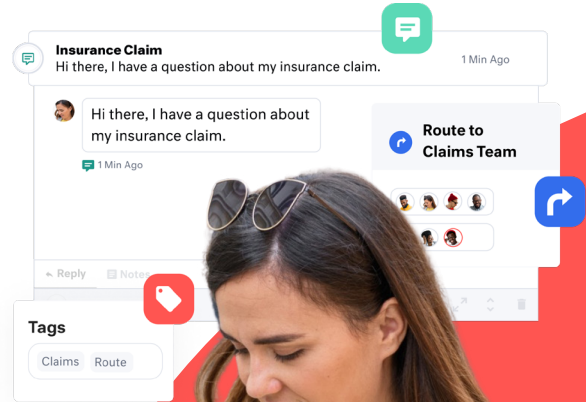 Insurance Claim
Hi there, I have a question about my insurance claim.
1 Min Ago
Hi there, I have a question about
my insurance claim.
1 Min Ago
Route to
Claims Team
Reply
Notes
Tags
Claims
Route